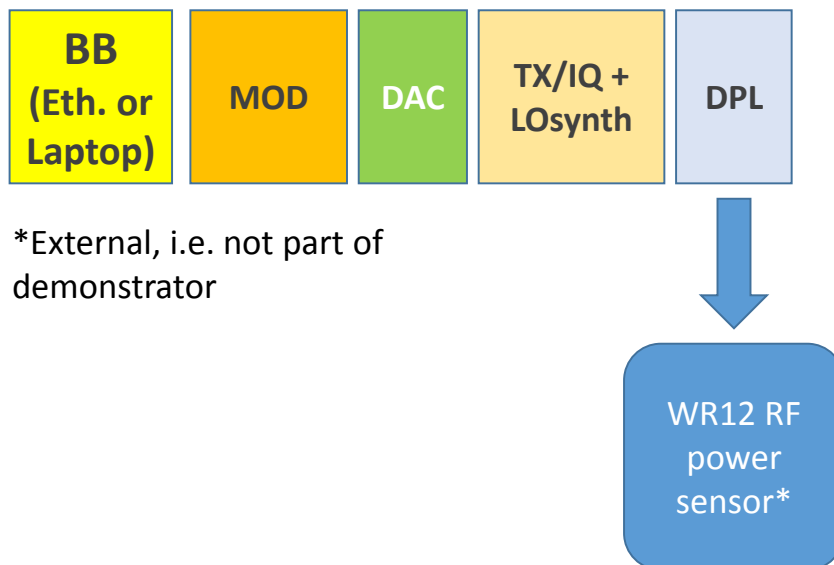 BB
(Eth. or
Laptop)
MOD
DAC
TX/IQ +
LOsynth
DPL
*External, i.e. not part of
demonstrator
WR12 RF
power
sensor*